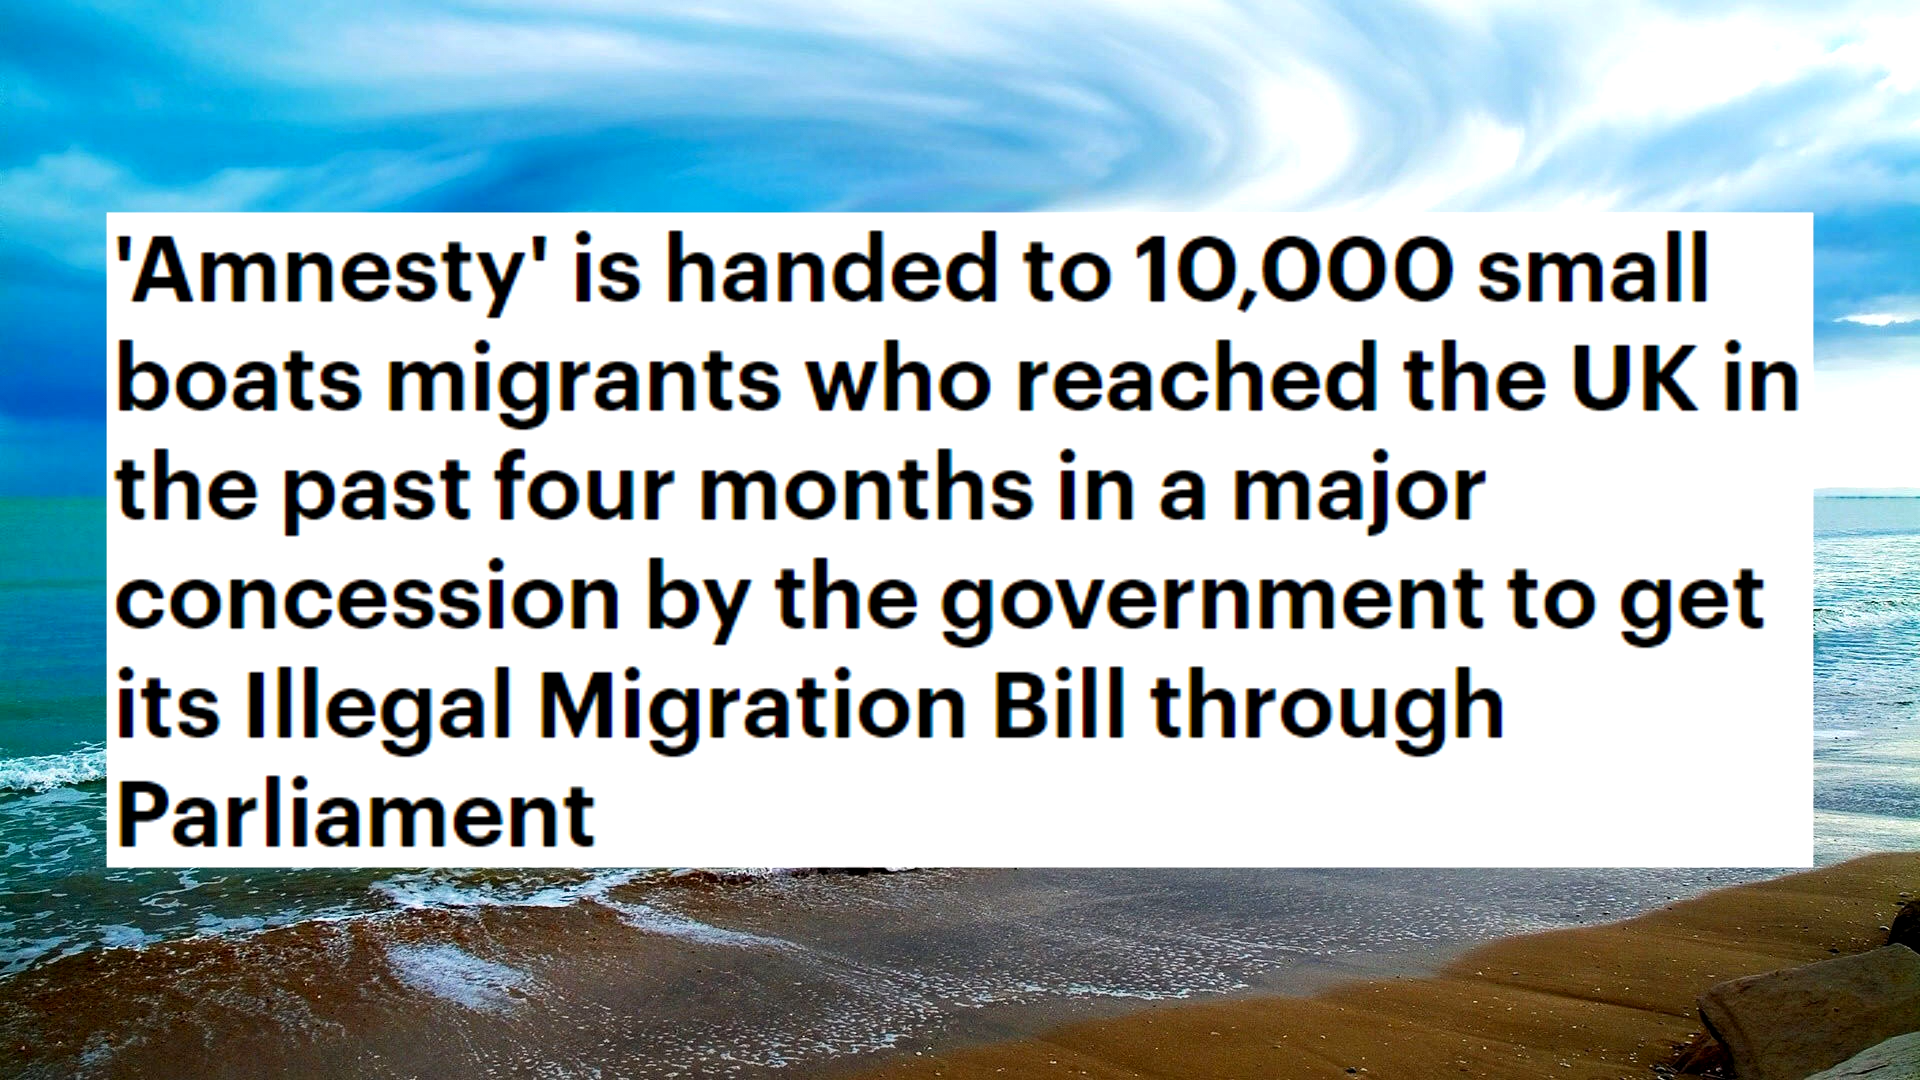 'Amnesty' is handed to 10,000 small
boats migrants who reached the UK in
the past four months in a major
concession by the government to get
its Illegal Migration Bill through
Parliament